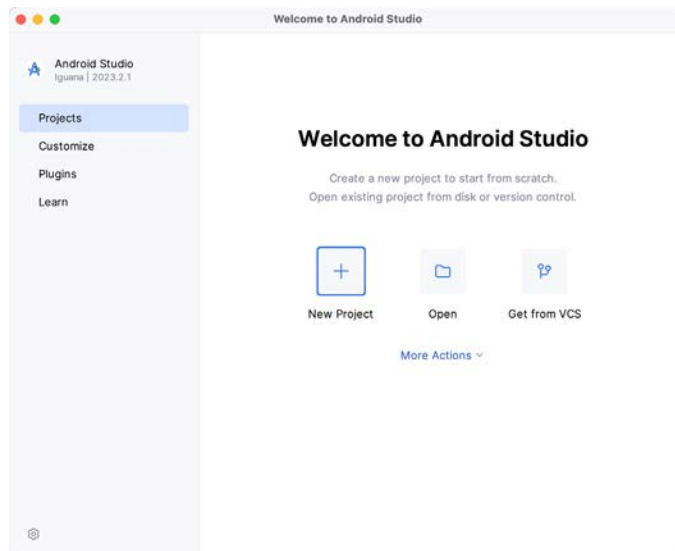 Welcome to Android Studio
Android Studio
Iguana | 2023.2.1
Projects
Customize
Plugins
Learn
Welcome to Android Studio
Create a new project to start from scratch.
Open existing project from disk or version control.
New Project
Open
Get from VCS
More Actions